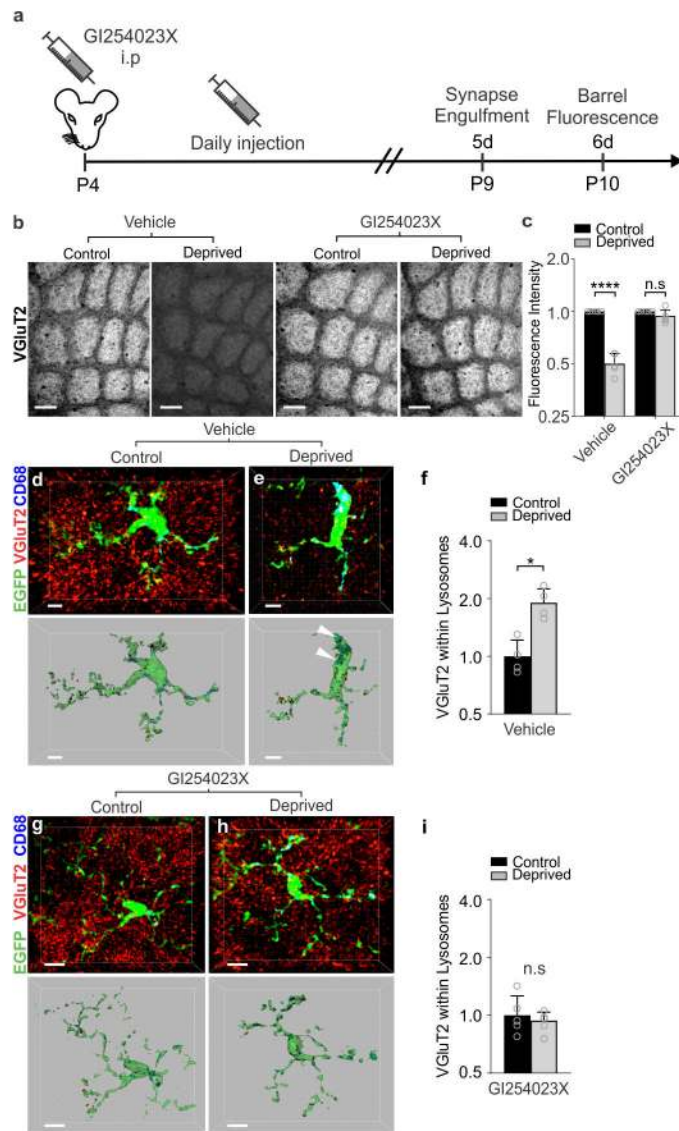 a
GI254023X
i.p
Daily injection
Synapse
Engulfment
Barrel
Fluorescence
5d
6d
P4
P9
P10
b
Vehicle
GI254023X
Control
Deprived
Control
Deprived
VGluT2
c
Control
Deprived
Fluorescence Intensity
****
n.s
1.0
0.5
0.25
Vehicle
GI254023X
Vehicle
Control
Deprived
d
e
EGFP VGluT2 CD68
f
Control
Deprived
VGluT2 within Lysosomes
4.0
*
2.0
1.0
0.5
Vehicle
GI254023X
Control
Deprived
g
h
EGFP VGluT2 CD68
i
Control
Deprived
VGluT2 within Lysosomes
4.0
2.0
n.s
1.0
0.5
GI254023X